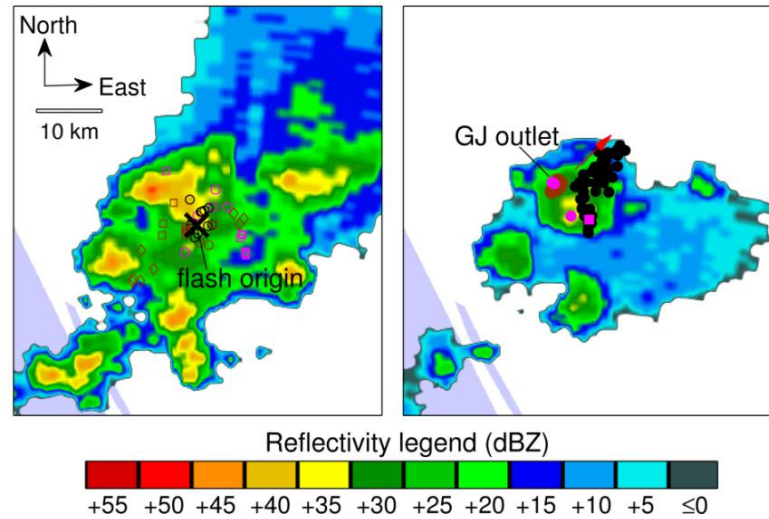 North
East
10 km
flash origin
GJ outlet
Reflectivity legend (dBZ)
+55 +50 +45 +40 +35 +30 +25 +20 +15 +10 +5 ≤0